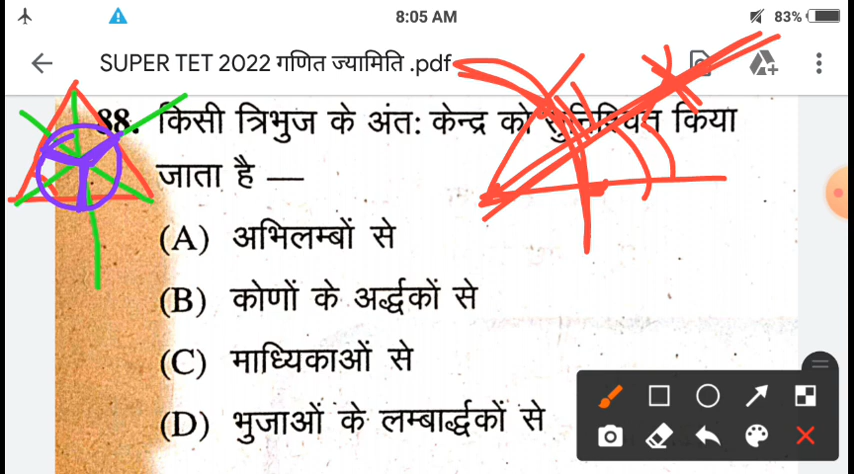 8:05 AM
83%
SUPER TET 2022 गणित ज्यामिति .pdf
88. किसी त्रिभुज के अंत: केन्द्र को सुनिश्चित किया
जाता है —
(A) अभिलम्बों से
(B) कोणों के अर्द्धकों से
(C) माध्यिकाओं से
(D) भुजाओं के लम्बार्द्धकों से